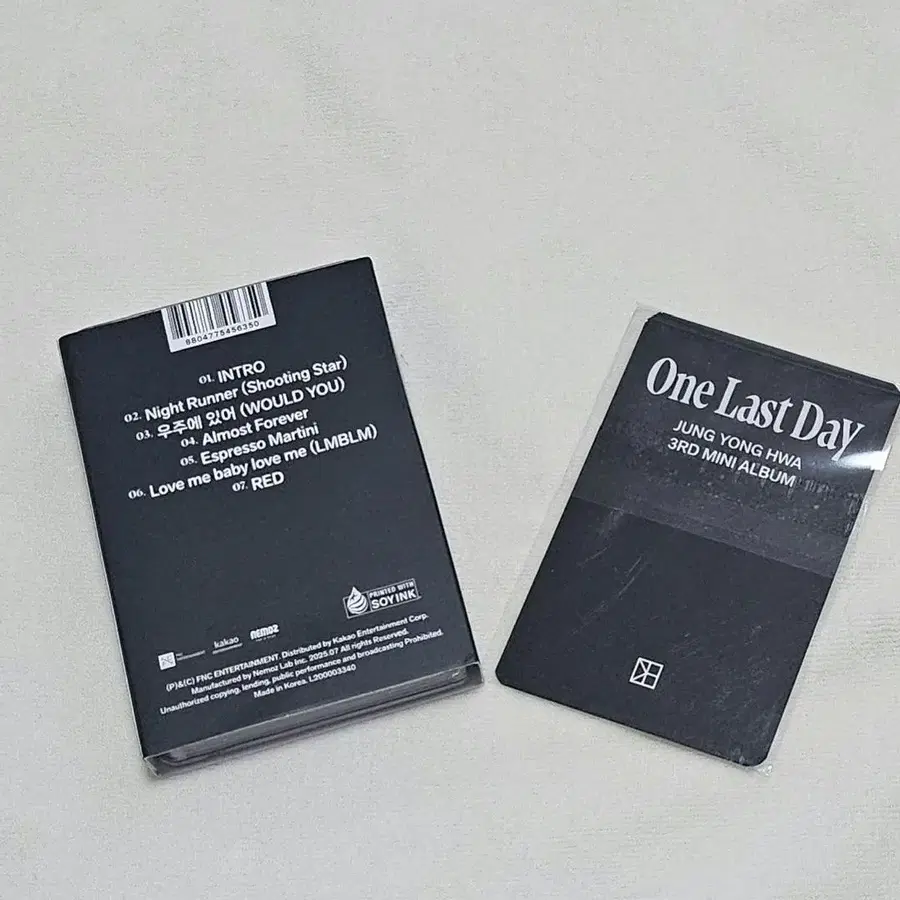 8804775456350
01. INTRO
02. Night Runner (Shooting Star)
03. 우주에 있어 (WOULD YOU)
04. Almost Forever
05. Espresso Martini
06. Love me baby love me (LMBLM)
07. RED
PRINTED WITH
SOY INK
kakao
NEMOZ
(P)&(C) FNC ENTERTAINMENT. Distributed by Kakao Entertainment Corp.
Manufactured by Nemoz Lab Inc. 2025.07 All rights Reserved.
Unauthorized copying, lending, public performance and broadcasting Prohibited.
Made in Korea. L200003340
One Last Day
JUNG YONG HWA
3RD MINI ALBUM